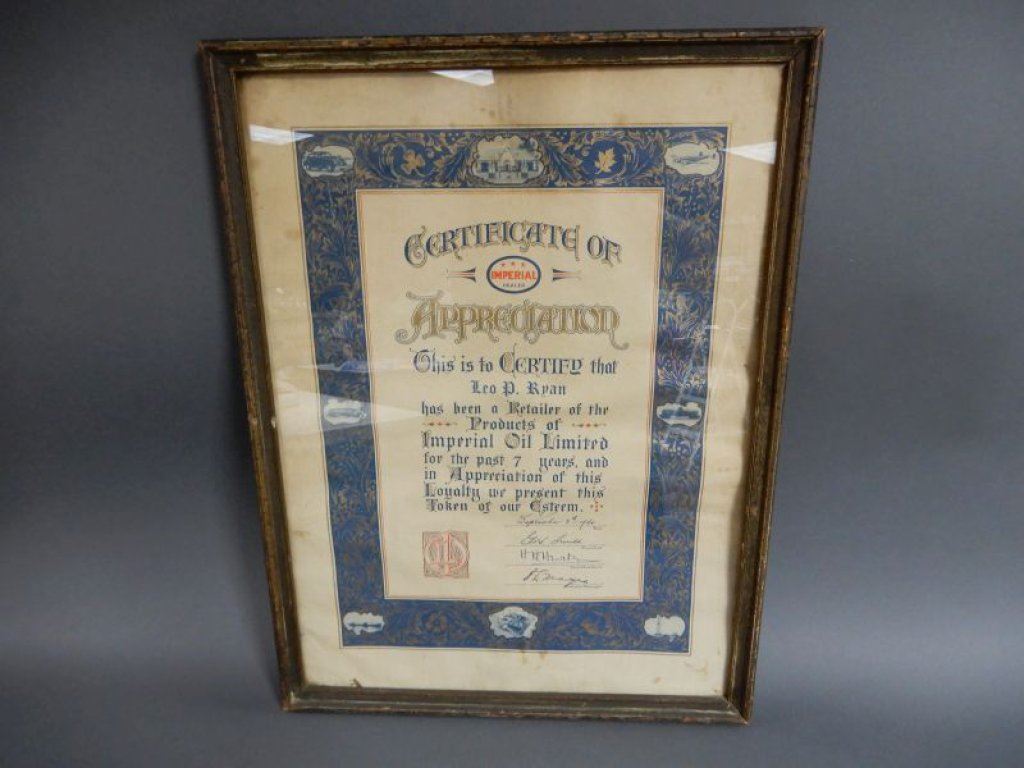 CERTIFICATE OF
IMPERIAL
DEALER
APPRECIATION
This is to CERTIFY that
Leo P. Ryan
has been a Retailer of the
Products of
Imperial Oil Limited
for the past 7 years, and
in Appreciation of this
Loyalty we present this
Token of our Esteem.
September